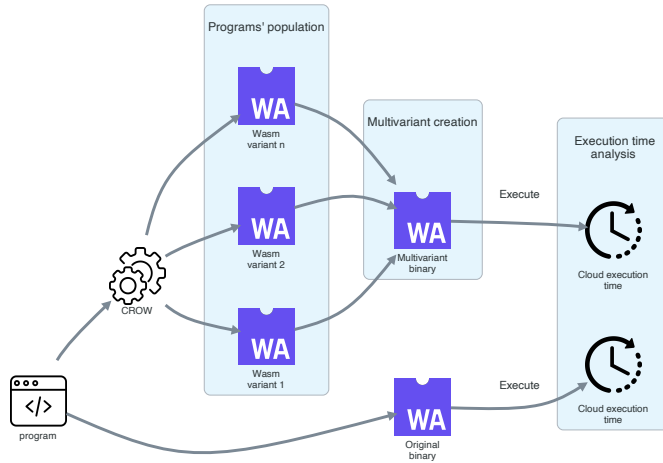 Programs' population
WA
Wasm
variant n
Multivariant creation
WA
Wasm
variant 2
WA
Multivariant
binary
Execute
Execution time
analysis
Cloud execution
time
CROW
WA
Wasm
variant 1
</>
program
WA
Original
binary
Execute
Cloud execution
time